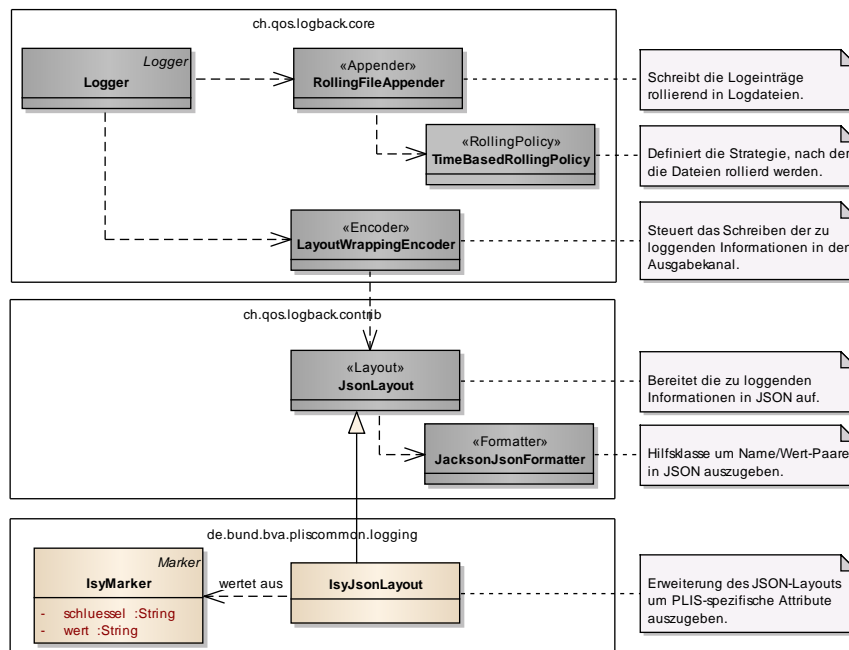 ch.qos.logback.core
Logger
Logger
«Appender»
RollingFileAppender
Schreibt die Logeinträge
rollierend in Logdateien.
«RollingPolicy»
TimeBasedRollingPolicy
Definiert die Strategie, nach der
die Dateien rollierd werden.
«Encoder»
LayoutWrappingEncoder
Steuert das Schreiben der zu
loggenden Informationen in den
Ausgabekanal.
ch.qos.logback.contrib
«Layout»
JsonLayout
Bereitet die zu loggenden
Informationen in JSON auf.
«Formatter»
JacksonJsonFormatter
Hilfsklasse um Name/Wert-Paare
in JSON auszugeben.
de.bund.bva.pliscommon.logging
Marker
IsyMarker
- schluessel :String
- wert :String
wertet aus
IsyJsonLayout
Erweiterung des JSON-Layouts
um PLIS-spezifische Attribute
auszugeben.